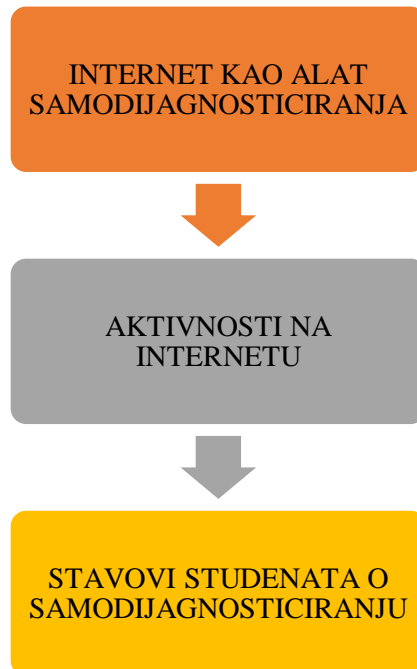 INTERNET KAO ALAT
SAMODIJAGNOSTICIRANJA
AKTIVNOSTI NA
INTERNETU
STAVOVI STUDENATA O
SAMODIJAGNOSTICIRANJU